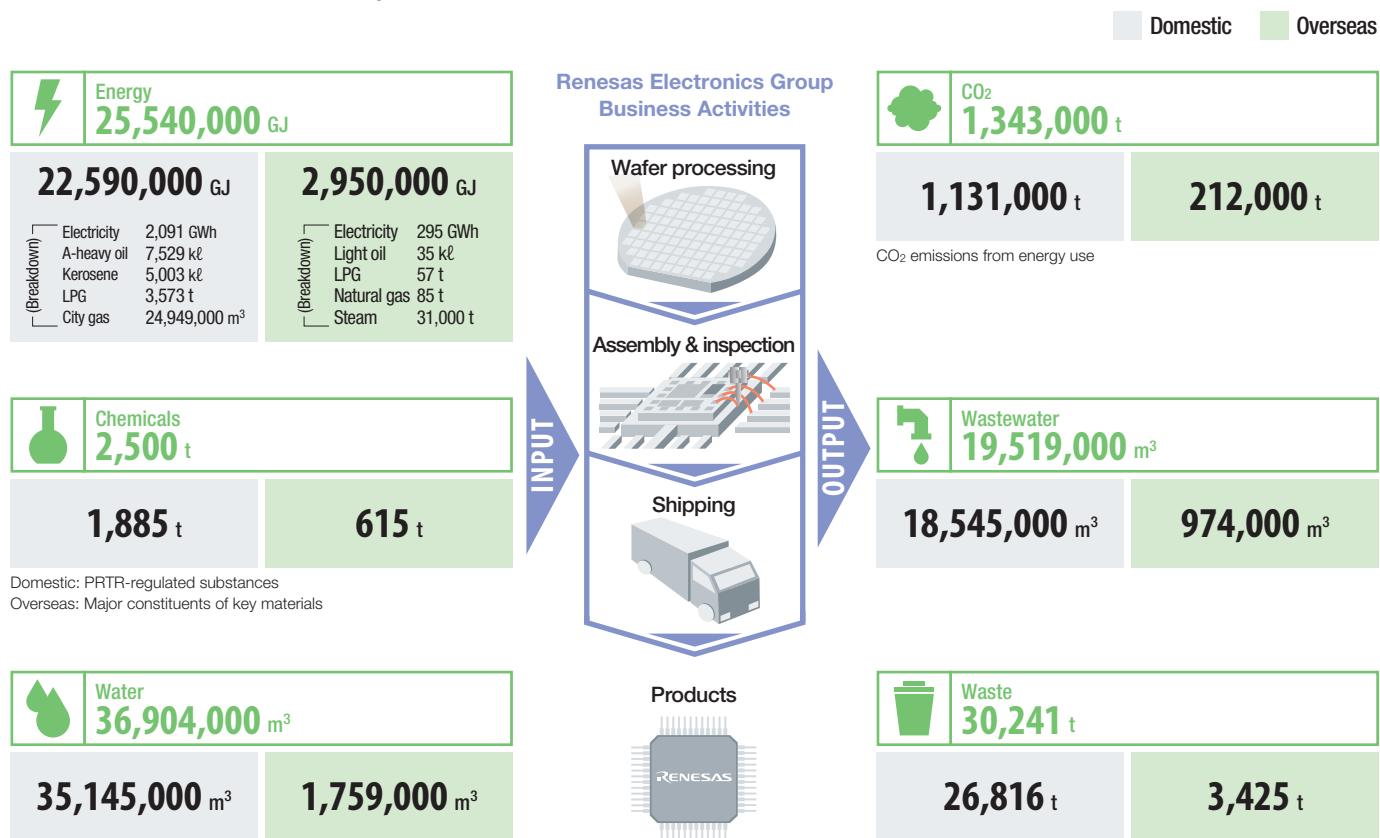 Domestic Overseas
Energy
25,540,000 GJ
22,590,000 GJ
(Breakdown)
Electricity 2,091 GWh
A-heavy oil 7,529 kℓ
Kerosene 5,003 kℓ
LPG 3,573 t
City gas 24,949,000 m³
2,950,000 GJ
(Breakdown)
Electricity 295 GWh
Light oil 35 kℓ
LPG 57 t
Natural gas 85 t
Steam 31,000 t
Chemicals
2,500 t
1,885 t
615 t
Domestic: PRTR-regulated substances
Overseas: Major constituents of key materials
Water
36,904,000 m³
35,145,000 m³
1,759,000 m³
INPUT
Renesas Electronics Group
Business Activities
Wafer processing
Assembly & inspection
Shipping
Products
RENESAS
OUTPUT
CO₂
1,343,000 t
1,131,000 t
212,000 t
CO₂ emissions from energy use
Wastewater
19,519,000 m³
18,545,000 m³
974,000 m³
Waste
30,241 t
26,816 t
3,425 t